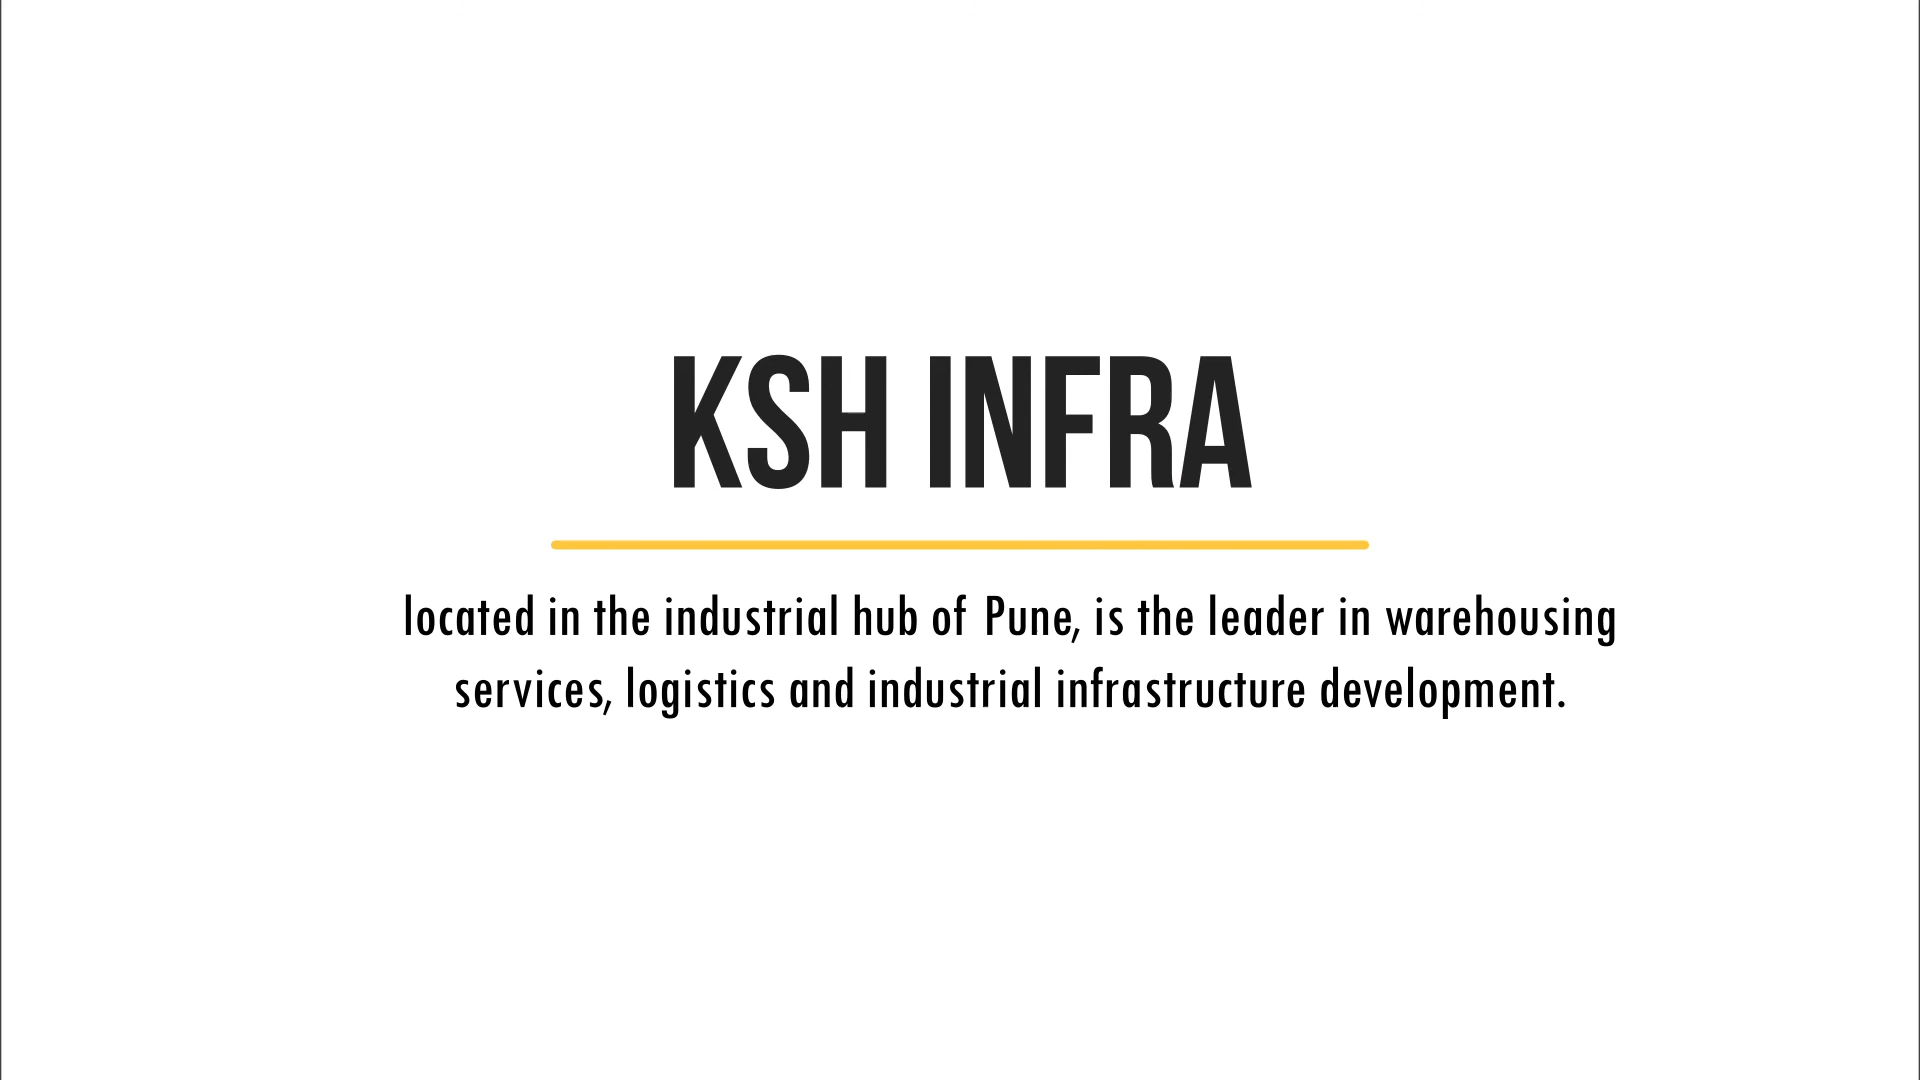 KSH INFRA
located in the industrial hub of Pune, is the leader in warehousing
services, logistics and industrial infrastructure development.